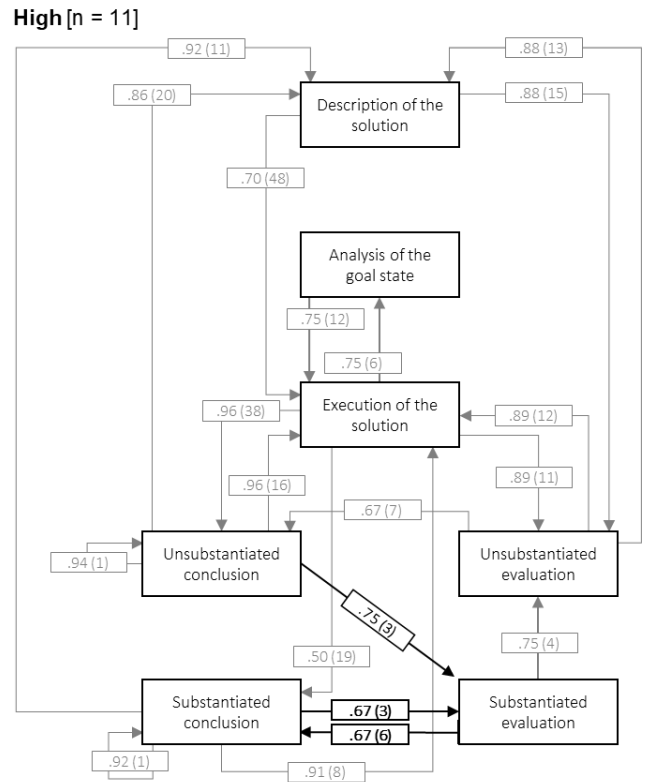 High [n = 11]
.92 (11)
.88 (13)
.86 (20)
.88 (15)
Description of the
solution
.70 (48)
Analysis of the
goal state
.75 (12)
.75 (6)
Execution of the
solution
.96 (38)
.89 (12)
.96 (16)
.89 (11)
.67 (7)
Unsubstantiated
conclusion
Unsubstantiated
evaluation
.94 (1)
.75 (3)
.75 (4)
.50 (19)
Substantiated
conclusion
.67 (3)
.67 (6)
Substantiated
evaluation
.92 (1)
.91 (8)